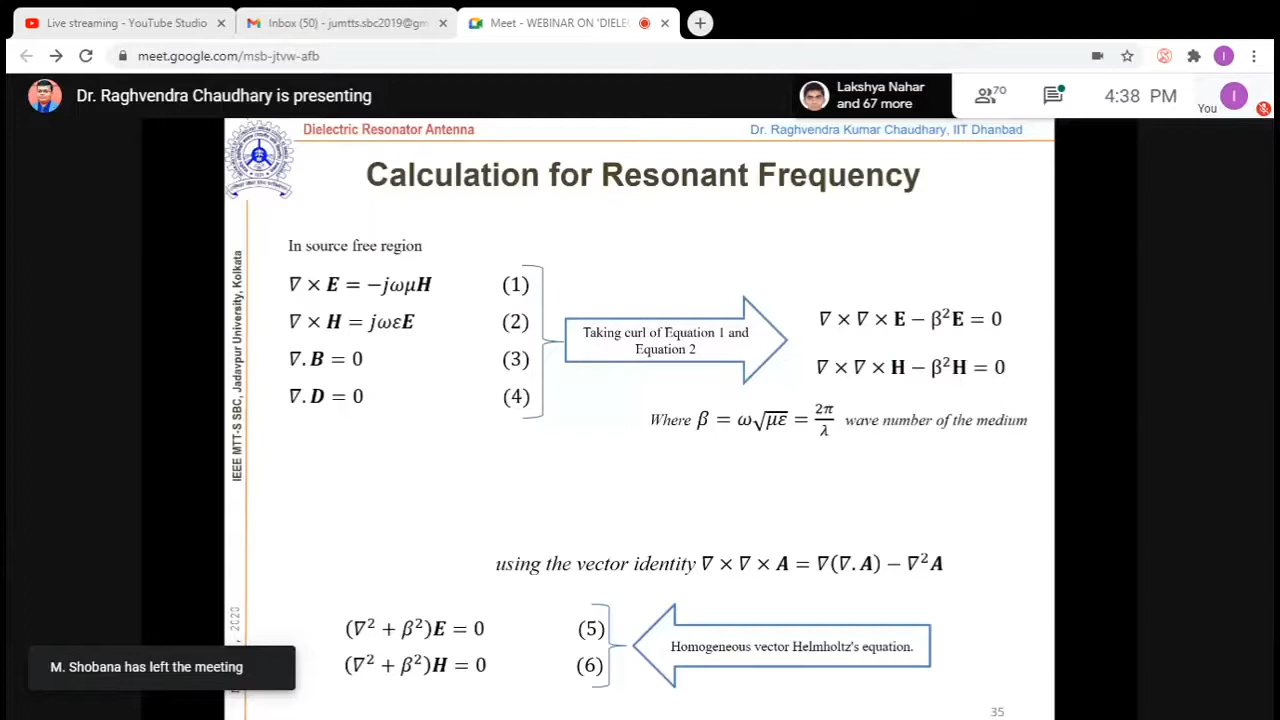 Live streaming - YouTube Studio
Inbox (50) - jumtts.sbc2019@gm
Meet - WEBINAR ON 'DIELE
meet.google.com/msb-jtvw-afb
Dr. Raghvendra Chaudhary is presenting
Lakshya Nahar
and 67 more
70
4:38 PM
You
I
Dielectric Resonator Antenna
Dr. Raghvendra Kumar Chaudhary, IIT Dhanbad
Calculation for Resonant Frequency
IEEE MTT-S SBC, Jadavpur University, Kolkata
In source free region
∇ × E = −jωμH (1)
∇ × H = jωεE (2)
∇. B = 0 (3)
∇. D = 0 (4)
Taking curl of Equation 1 and
Equation 2
∇ × ∇ × E − β²E = 0
∇ × ∇ × H − β²H = 0
Where β = ω√με = 2π/λ wave number of the medium
using the vector identity ∇ × ∇ × A = ∇(∇. A) − ∇²A
(∇² + β²)E = 0 (5)
(∇² + β²)H = 0 (6)
Homogeneous vector Helmholtz's equation.
, 2020
M. Shobana has left the meeting
35